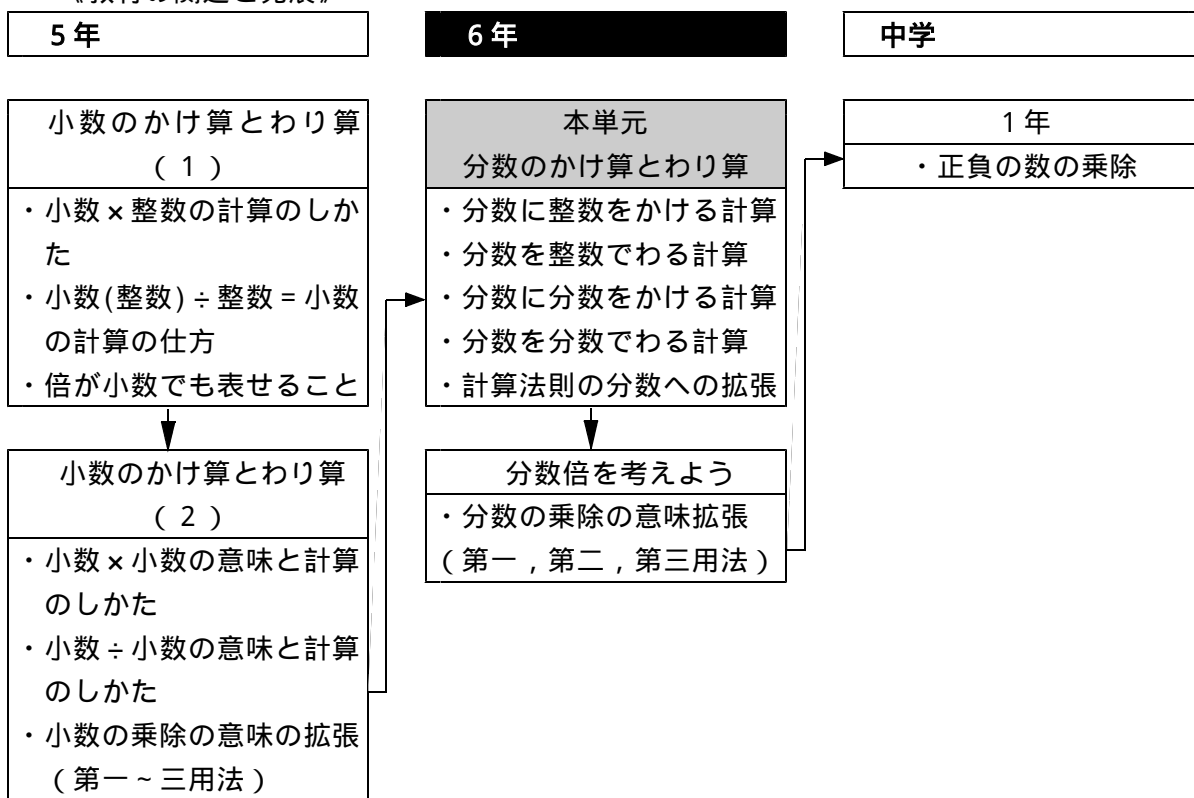 5年
6年
中学
小数のかけ算とわり算
(1)
・小数×整数の計算のしか
た
・小数(整数)÷整数=小数
の計算の仕方
・倍が小数でも表せること
小数のかけ算とわり算
(2)
・小数×小数の意味と計算
のしかた
・小数÷小数の意味と計算
のしかた
・小数の乗除の意味の拡張
(第一~三用法)
本単元
分数のかけ算とわり算
・分数に整数をかける計算
・分数を整数でわる計算
・分数に分数をかける計算
・分数を分数でわる計算
・計算法則の分数への拡張
分数倍を考えよう
・分数の乗除の意味拡張
(第一,第二,第三用法)
1年
・正負の数の乗除